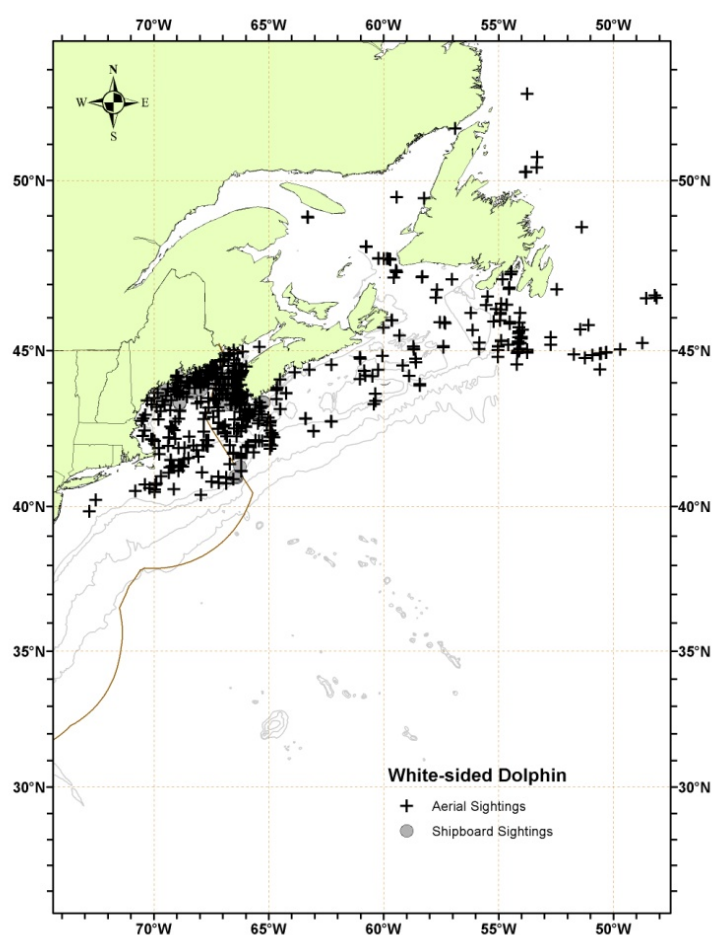 70°W 65°W 60°W 55°W 50°W
N
W E
S
50°N 50°N
45°N 45°N
40°N 40°N
35°N 35°N
30°N 30°N
White-sided Dolphin
Aerial Sightings
Shipboard Sightings
70°W 65°W 60°W 55°W 50°W